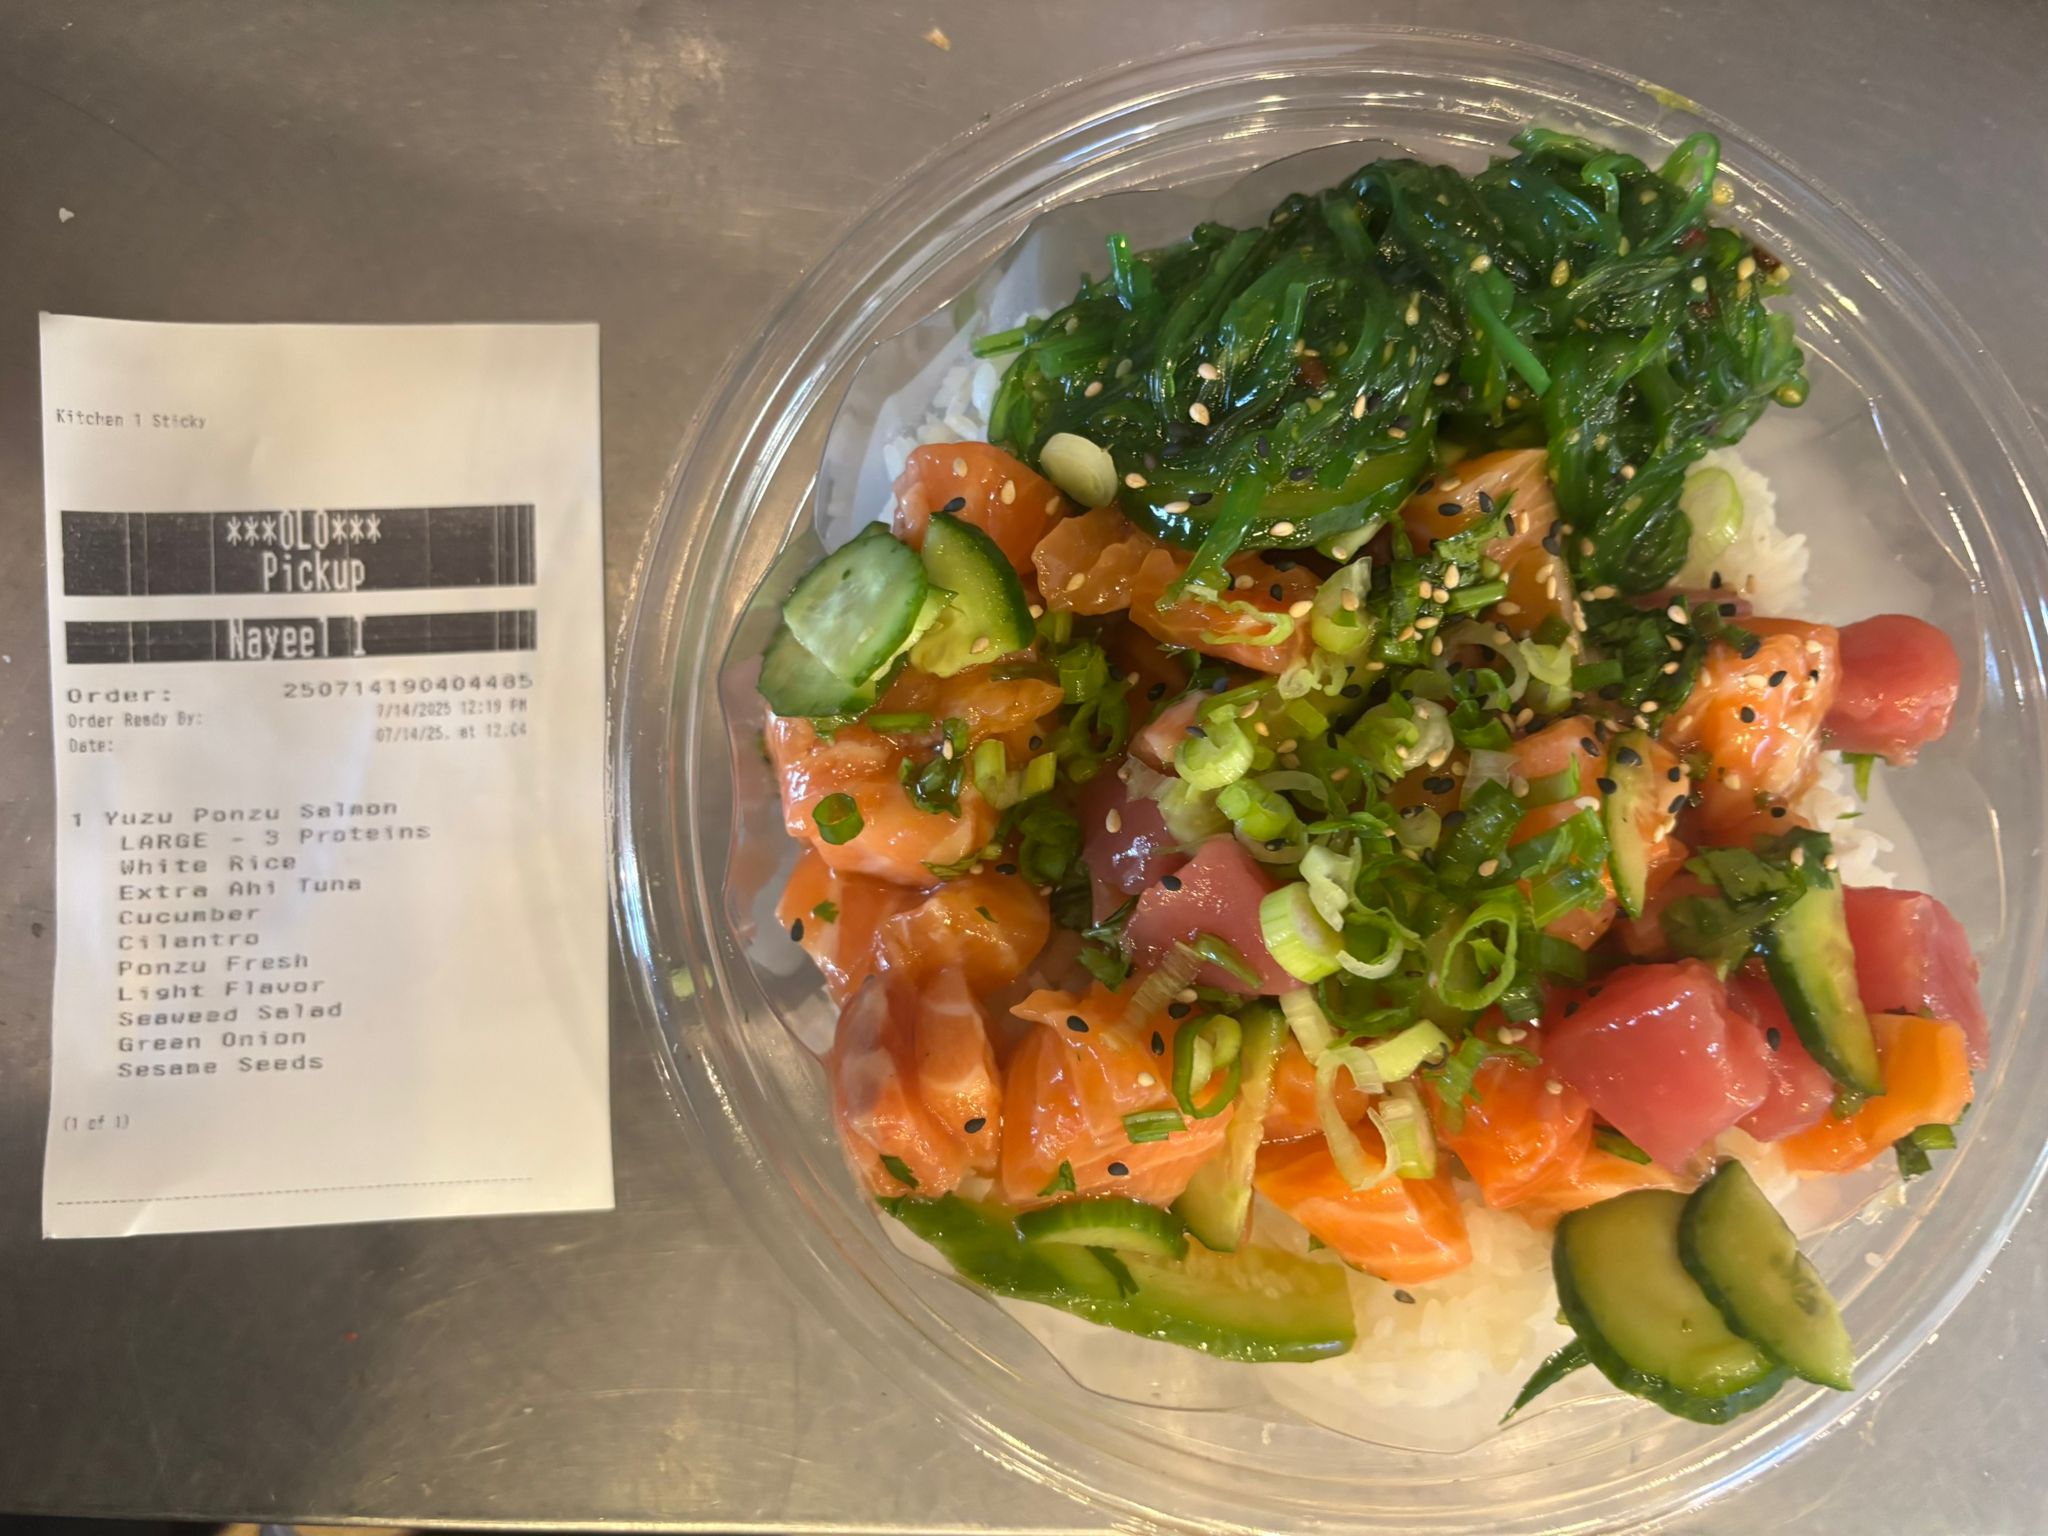 Kitchen 1 Sticky
***OLO***
Pickup
Nayeel I
Order: 250714190404485
Order Ready By: 7/14/2025 12:19 PM
Date: 07/14/25, at 12:04
1 Yuzu Ponzu Salmon
LARGE - 3 Proteins
White Rice
Extra Ahi Tuna
Cucumber
Cilantro
Ponzu Fresh
Light Flavor
Seaweed Salad
Green Onion
Sesame Seeds
(1 of 1)